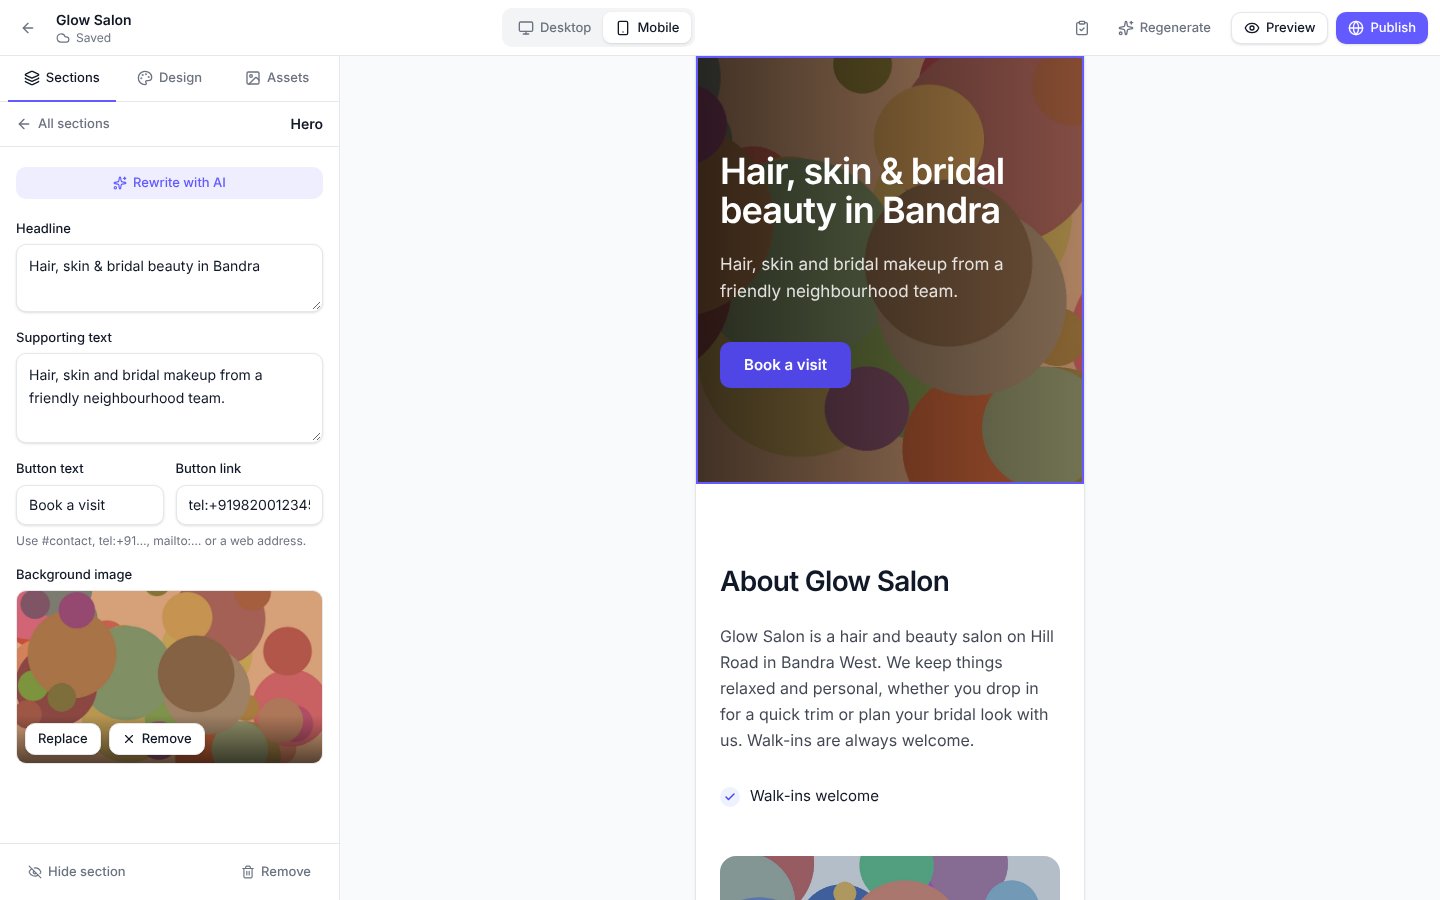 Glow Salon
Saved
Desktop
Mobile
Regenerate
Preview
Publish
Sections
Design
Assets
All sections
Hero
Rewrite with AI
Headline
Hair, skin & bridal beauty in Bandra
Supporting text
Hair, skin and bridal makeup from a
friendly neighbourhood team.
Button text
Button link
Book a visit
tel:+91982001234
Use #contact, tel:+91…, mailto:… or a web address.
Background image
Replace
Remove
Hide section
Remove
Hair, skin & bridal
beauty in Bandra
Hair, skin and bridal makeup from a
friendly neighbourhood team.
Book a visit
About Glow Salon
Glow Salon is a hair and beauty salon on Hill
Road in Bandra West. We keep things
relaxed and personal, whether you drop in
for a quick trim or plan your bridal look with
us. Walk-ins are always welcome.
Walk-ins welcome